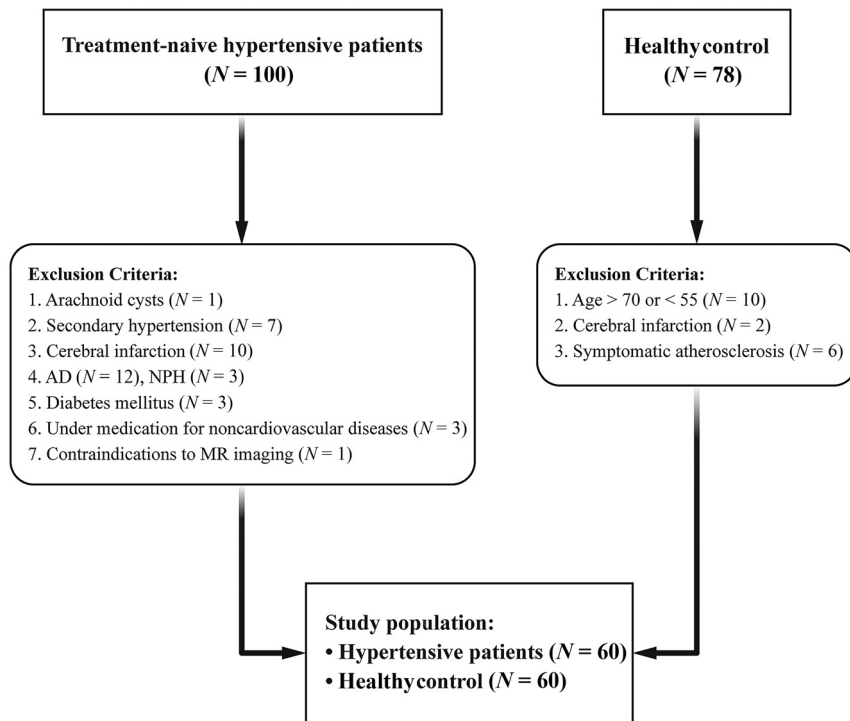 Treatment-naive hypertensive patients
(N = 100)
Healthy control
(N = 78)
Exclusion Criteria:
1. Arachnoid cysts (N = 1)
2. Secondary hypertension (N = 7)
3. Cerebral infarction (N = 10)
4. AD (N = 12), NPH (N = 3)
5. Diabetes mellitus (N = 3)
6. Under medication for noncardiovascular diseases (N = 3)
7. Contraindications to MR imaging (N = 1)
Exclusion Criteria:
1. Age > 70 or < 55 (N = 10)
2. Cerebral infarction (N = 2)
3. Symptomatic atherosclerosis (N = 6)
Study population:
• Hypertensive patients (N = 60)
• Healthy control (N = 60)